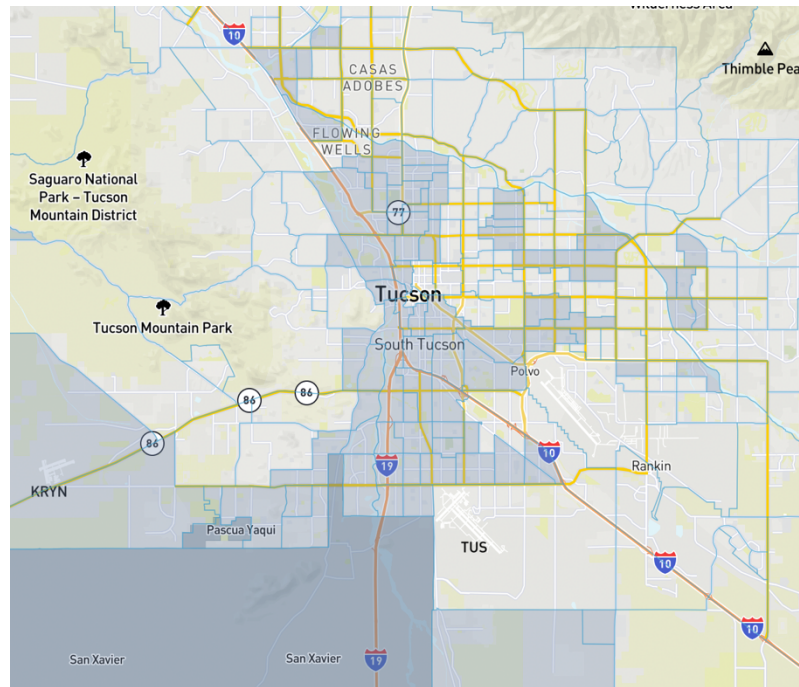 Wilderness Area
10
Thimble Pea
CASAS
ADOBES
FLOWING
WELLS
Saguaro National
Park – Tucson
Mountain District
77
Tucson
Tucson Mountain Park
South Tucson
Polvo
86
86
86
10
19
Rankin
KRYN
Pascua Yaqui
TUS
10
10
San Xavier
San Xavier
19